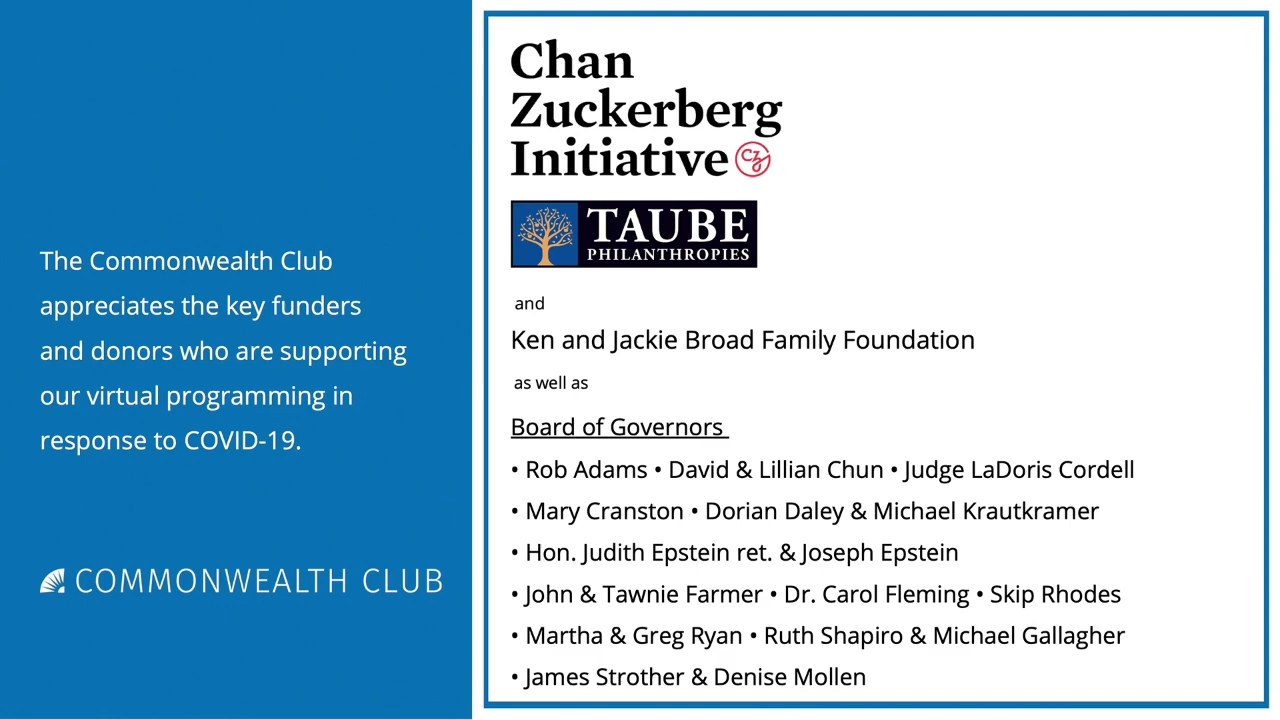 The Commonwealth Club
appreciates the key funders
and donors who are supporting
our virtual programming in
response to COVID-19.
COMMONWEALTH CLUB
Chan
Zuckerberg
Initiative
CZI
TAUBE
PHILANTHROPIES
and
Ken and Jackie Broad Family Foundation
as well as
Board of Governors
• Rob Adams • David & Lillian Chun • Judge LaDoris Cordell
• Mary Cranston • Dorian Daley & Michael Krautkramer
• Hon. Judith Epstein ret. & Joseph Epstein
• John & Tawnie Farmer • Dr. Carol Fleming • Skip Rhodes
• Martha & Greg Ryan • Ruth Shapiro & Michael Gallagher
• James Strother & Denise Mollen